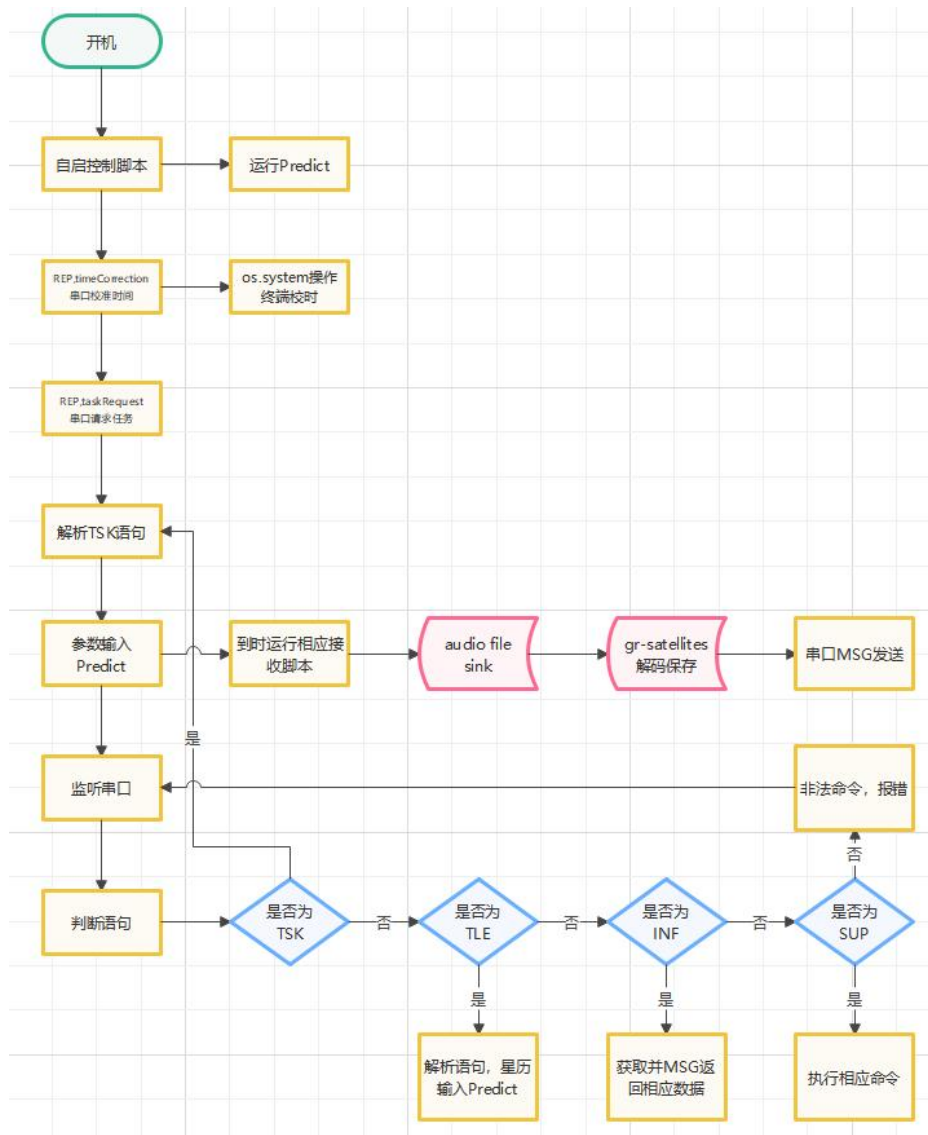 开机
自启控制脚本
运行Predict
REP,timeCorrection
串口校准时间
os.system操作
终端校时
REP,taskRequest
串口请求任务
解析TSK语句
参数输入
Predict
到时运行相应接
收脚本
audio file
sink
gr-satellites
解码保存
串口MSG发送
是
监听串口
非法命令，报错
否
判断语句
是否为
TSK
否
是否为
TLE
否
是否为
INF
否
是否为
SUP
是
是
是
解析语句，星历
输入Predict
获取并MSG返
回相应数据
执行相应命令